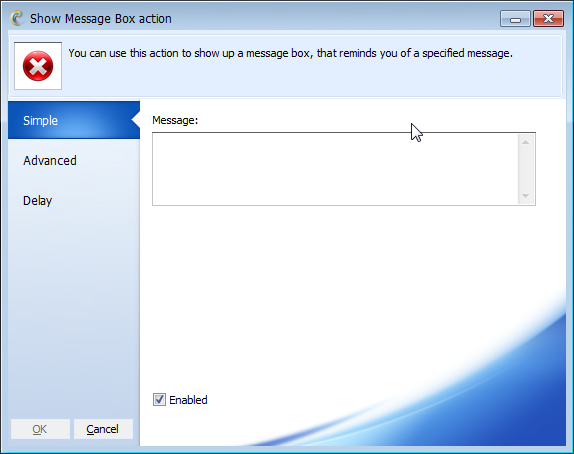 Show Message Box action
You can use this action to show up a message box, that reminds you of a specified message.
Simple
Message:
Advanced
Delay
Enabled
OK
Cancel